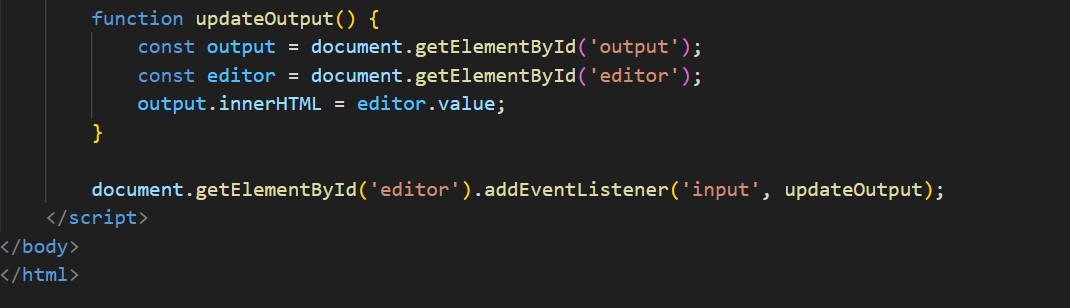 function updateOutput() {
const output = document.getElementById('output');
const editor = document.getElementById('editor');
output.innerHTML = editor.value;
}
document.getElementById('editor').addEventListener('input', updateOutput);
</script>
</body>
</html>